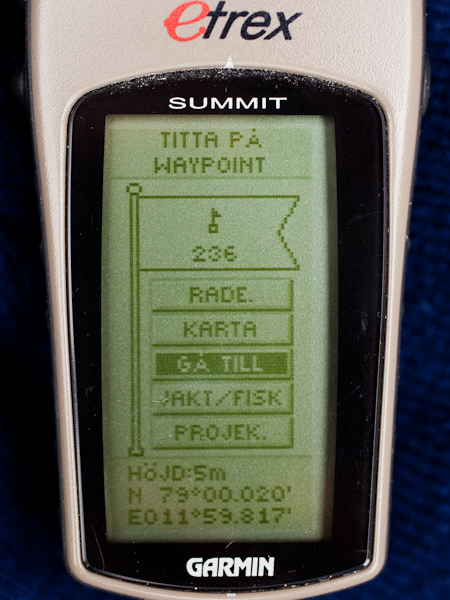 etrex
SUMMIT
TITTA PÅ
WAYPOINT
236
RADE.
KARTA
GÅ TILL
JAKT/FISK
PROJEK.
HÖJD:5m
N 79°00.020'
E011°59.817'
GARMIN